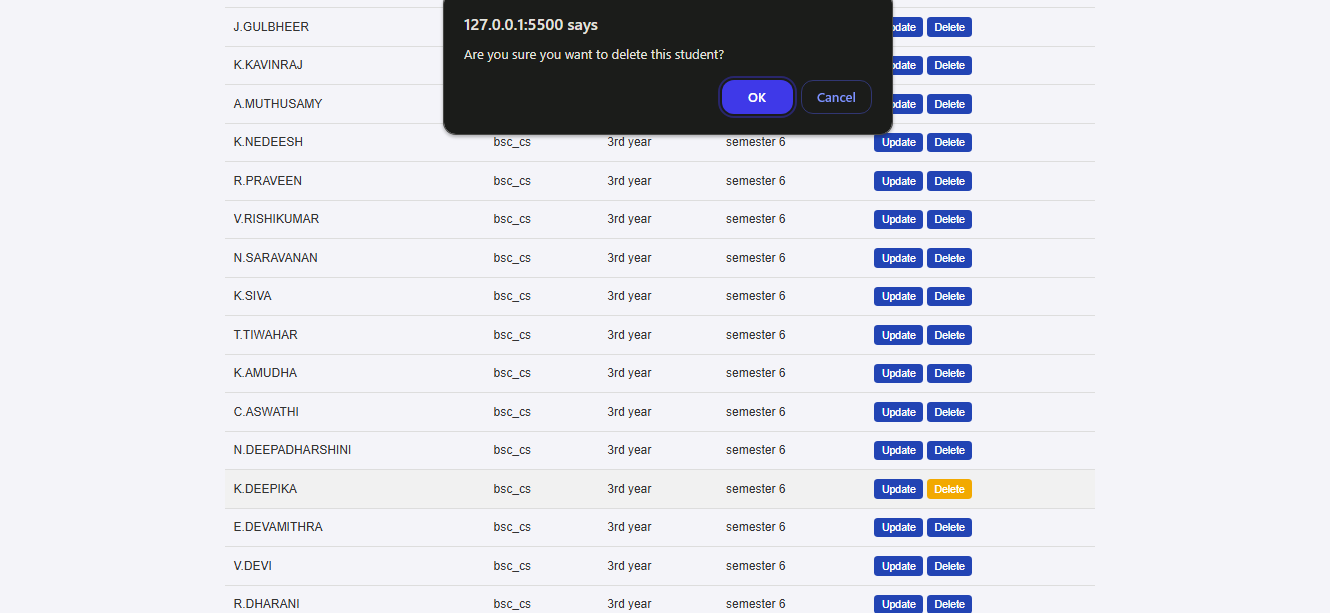 127.0.0.1:5500 says
Are you sure you want to delete this student?
OK Cancel
J.GULBHEER date Delete
K.KAVINRAJ date Delete
A.MUTHUSAMY date Delete
K.NEDEESH bsc_cs 3rd year semester 6 Update Delete
R.PRAVEEN bsc_cs 3rd year semester 6 Update Delete
V.RISHIKUMAR bsc_cs 3rd year semester 6 Update Delete
N.SARAVANAN bsc_cs 3rd year semester 6 Update Delete
K.SIVA bsc_cs 3rd year semester 6 Update Delete
T.TIWAHAR bsc_cs 3rd year semester 6 Update Delete
K.AMUDHA bsc_cs 3rd year semester 6 Update Delete
C.ASWATHI bsc_cs 3rd year semester 6 Update Delete
N.DEEPADHARSHINI bsc_cs 3rd year semester 6 Update Delete
K.DEEPIKA bsc_cs 3rd year semester 6 Update Delete
E.DEVAMITHRA bsc_cs 3rd year semester 6 Update Delete
V.DEVI bsc_cs 3rd year semester 6 Update Delete
R.DHARANI bsc_cs 3rd year semester 6 Update Delete